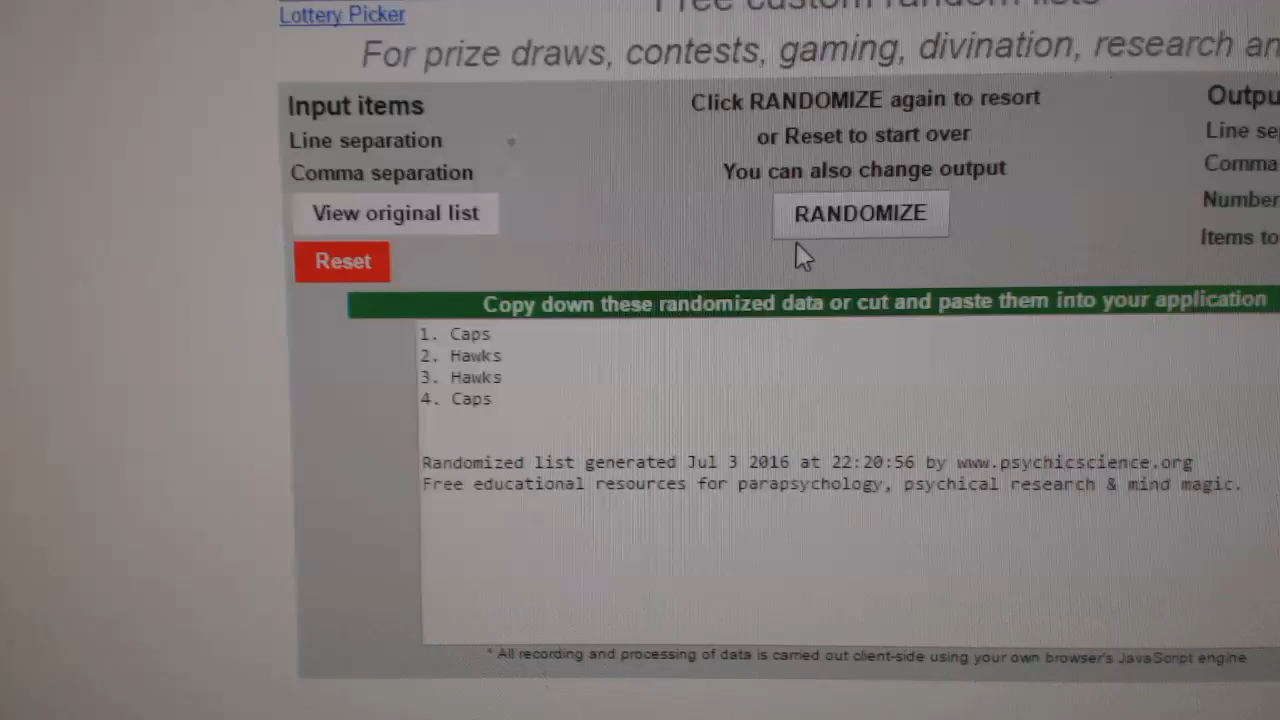 Lottery Picker
Free custom random lists
For prize draws, contests, gaming, divination, research
Input items
Line separation
Comma separation
View original list
Reset
Click RANDOMIZE again to resort
or Reset to start over
You can also change output
RANDOMIZE
Line
Comma
Number
Items to
Copy down these randomized data or cut and paste them into your application
1. Caps
2. Hawks
3. Hawks
4. Caps
Randomized list generated Jul 3 2016 at 22:20:56 by www.psychicscience.org
Free educational resources for parapsychology, psychical research & mind magic.
* All recording and processing of data is carried out client-side using your own browser's JavaScript engine